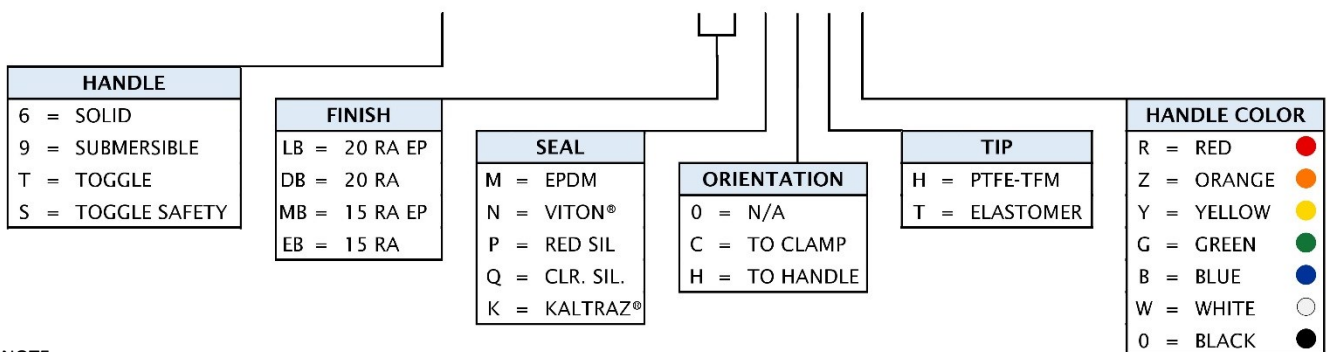 HANDLE
6 = SOLID
9 = SUBMERSIBLE
T = TOGGLE
S = TOGGLE SAFETY
FINISH
LB = 20 RA EP
DB = 20 RA
MB = 15 RA EP
EB = 15 RA
SEAL
M = EPDM
N = VITON®
P = RED SIL
Q = CLR. SIL.
K = KALTRAZ®
ORIENTATION
0 = N/A
C = TO CLAMP
H = TO HANDLE
TIP
H = PTFE-TFM
T = ELASTOMER
HANDLE COLOR
R = RED
Z = ORANGE
Y = YELLOW
G = GREEN
B = BLUE
W = WHITE
0 = BLACK